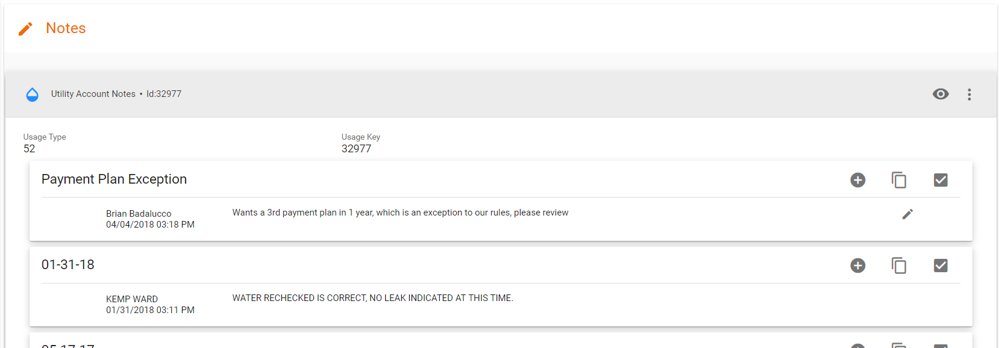 Notes
Utility Account Notes • Id:32977
Usage Type
52
Usage Key
32977
Payment Plan Exception
Brian Badalucco
04/04/2018 03:18 PM
Wants a 3rd payment plan in 1 year, which is an exception to our rules, please review
01-31-18
KEMP WARD
01/31/2018 03:11 PM
WATER RECHECKED IS CORRECT, NO LEAK INDICATED AT THIS TIME.